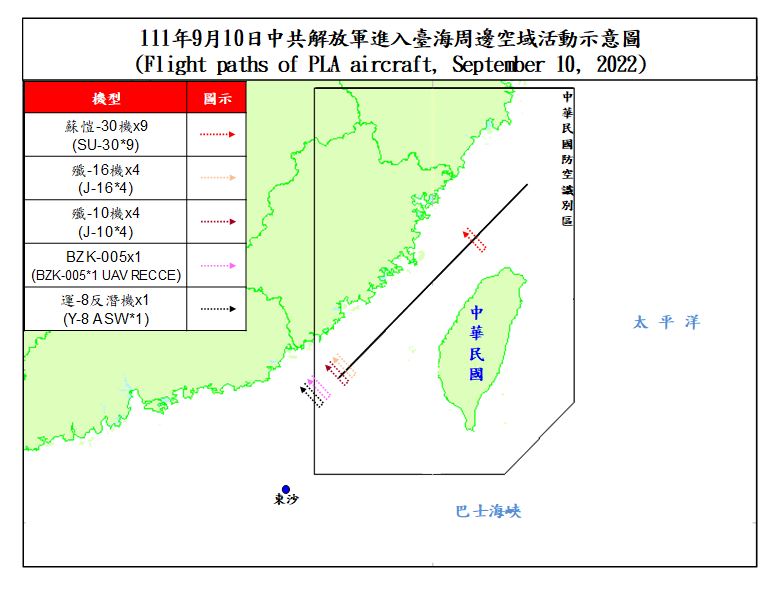 111年9月10日中共解放軍進入臺海周邊空域活動示意圖
(Flight paths of PLA aircraft, September 10, 2022)
機型 圖示
蘇愷-30機x9
(SU-30*9)
殲-16機x4
(J-16*4)
殲-10機x4
(J-10*4)
BZK-005x1
(BZK-005*1 UAV RECCE)
運-8反潛機x1
(Y-8 ASW*1)
中華民國防空識別區
中華民國
太平洋
東沙
巴士海峽